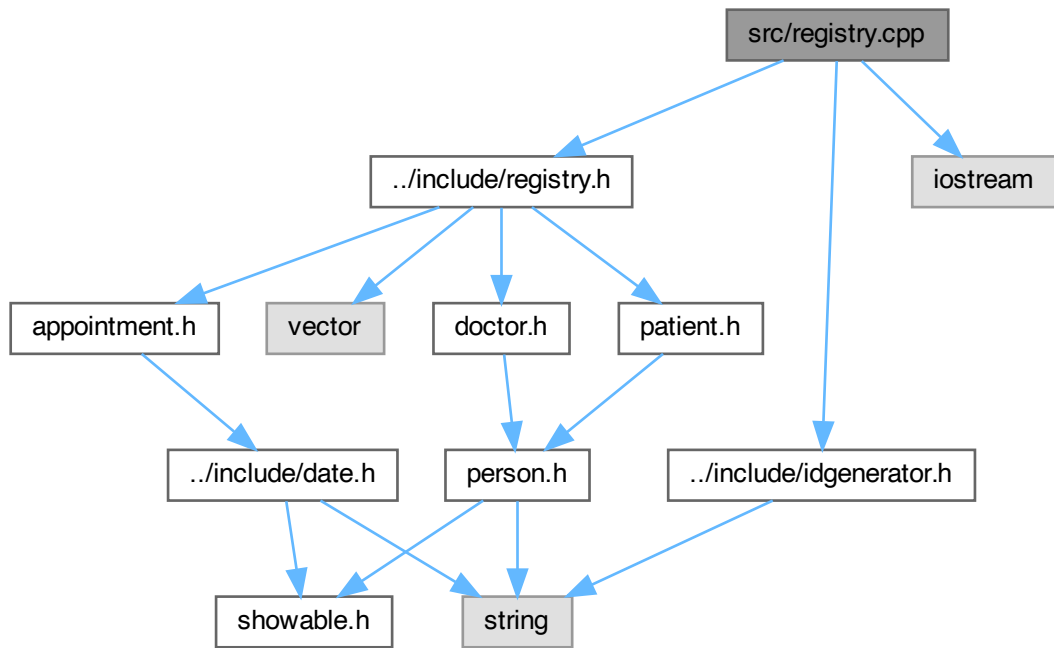 src/registry.cpp
../include/registry.h
iostream
appointment.h
vector
doctor.h
patient.h
../include/date.h
person.h
../include/idgenerator.h
showable.h
string